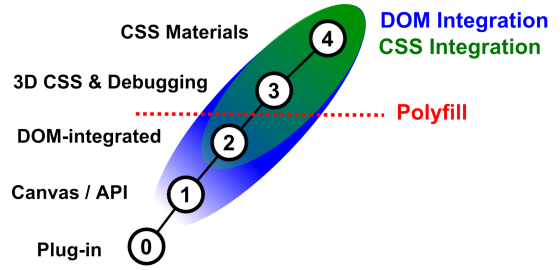 DOM Integration
CSS Integration
CSS Materials
4
3D CSS & Debugging
3
Polyfill
DOM-integrated
2
Canvas / API
1
Plug-in
0